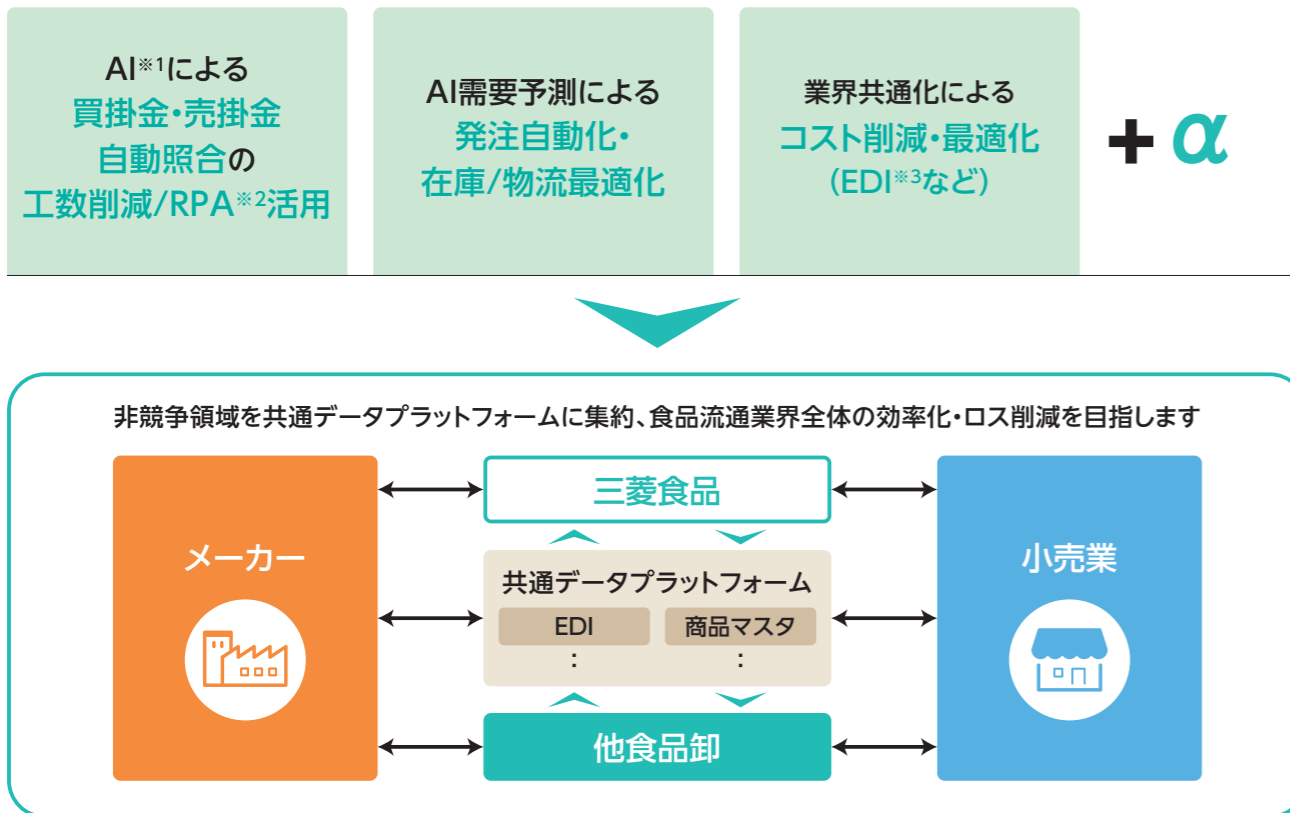 AI※1による
買掛金・売掛金
自動照合の
工数削減/RPA※2活用
AI需要予測による
発注自動化・
在庫/物流最適化
業界共通化による
コスト削減・最適化
（EDI※3など）
+α
非競争領域を共通データプラットフォームに集約、食品流通業界全体の効率化・ロス削減を目指します
メーカー
三菱食品
共通データプラットフォーム
EDI
商品マスタ
：
：
他食品卸
小売業